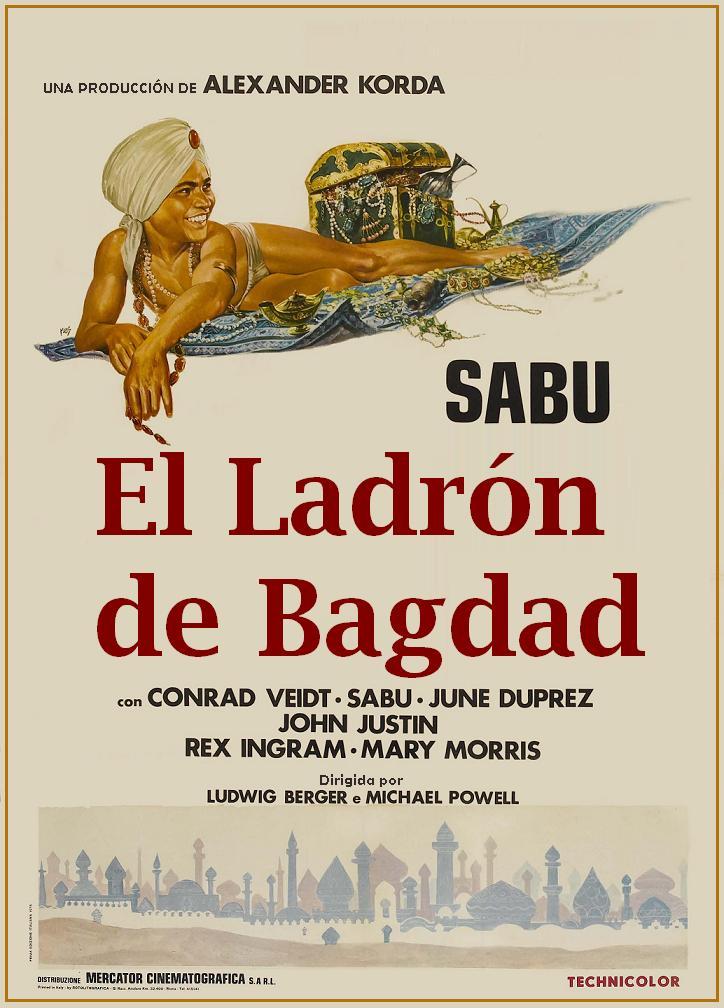 UNA PRODUCCIÓN DE ALEXANDER KORDA
SABU
El Ladrón
de Bagdad
con CONRAD VEIDT • SABU • JUNE DUPREZ
JOHN JUSTIN
REX INGRAM • MARY MORRIS
Dirigida por
LUDWIG BERGER e MICHAEL POWELL
DISTRIBUZIONE MERCATOR CINEMATOGRAFICA S.A.R.L.
TECHNICOLOR